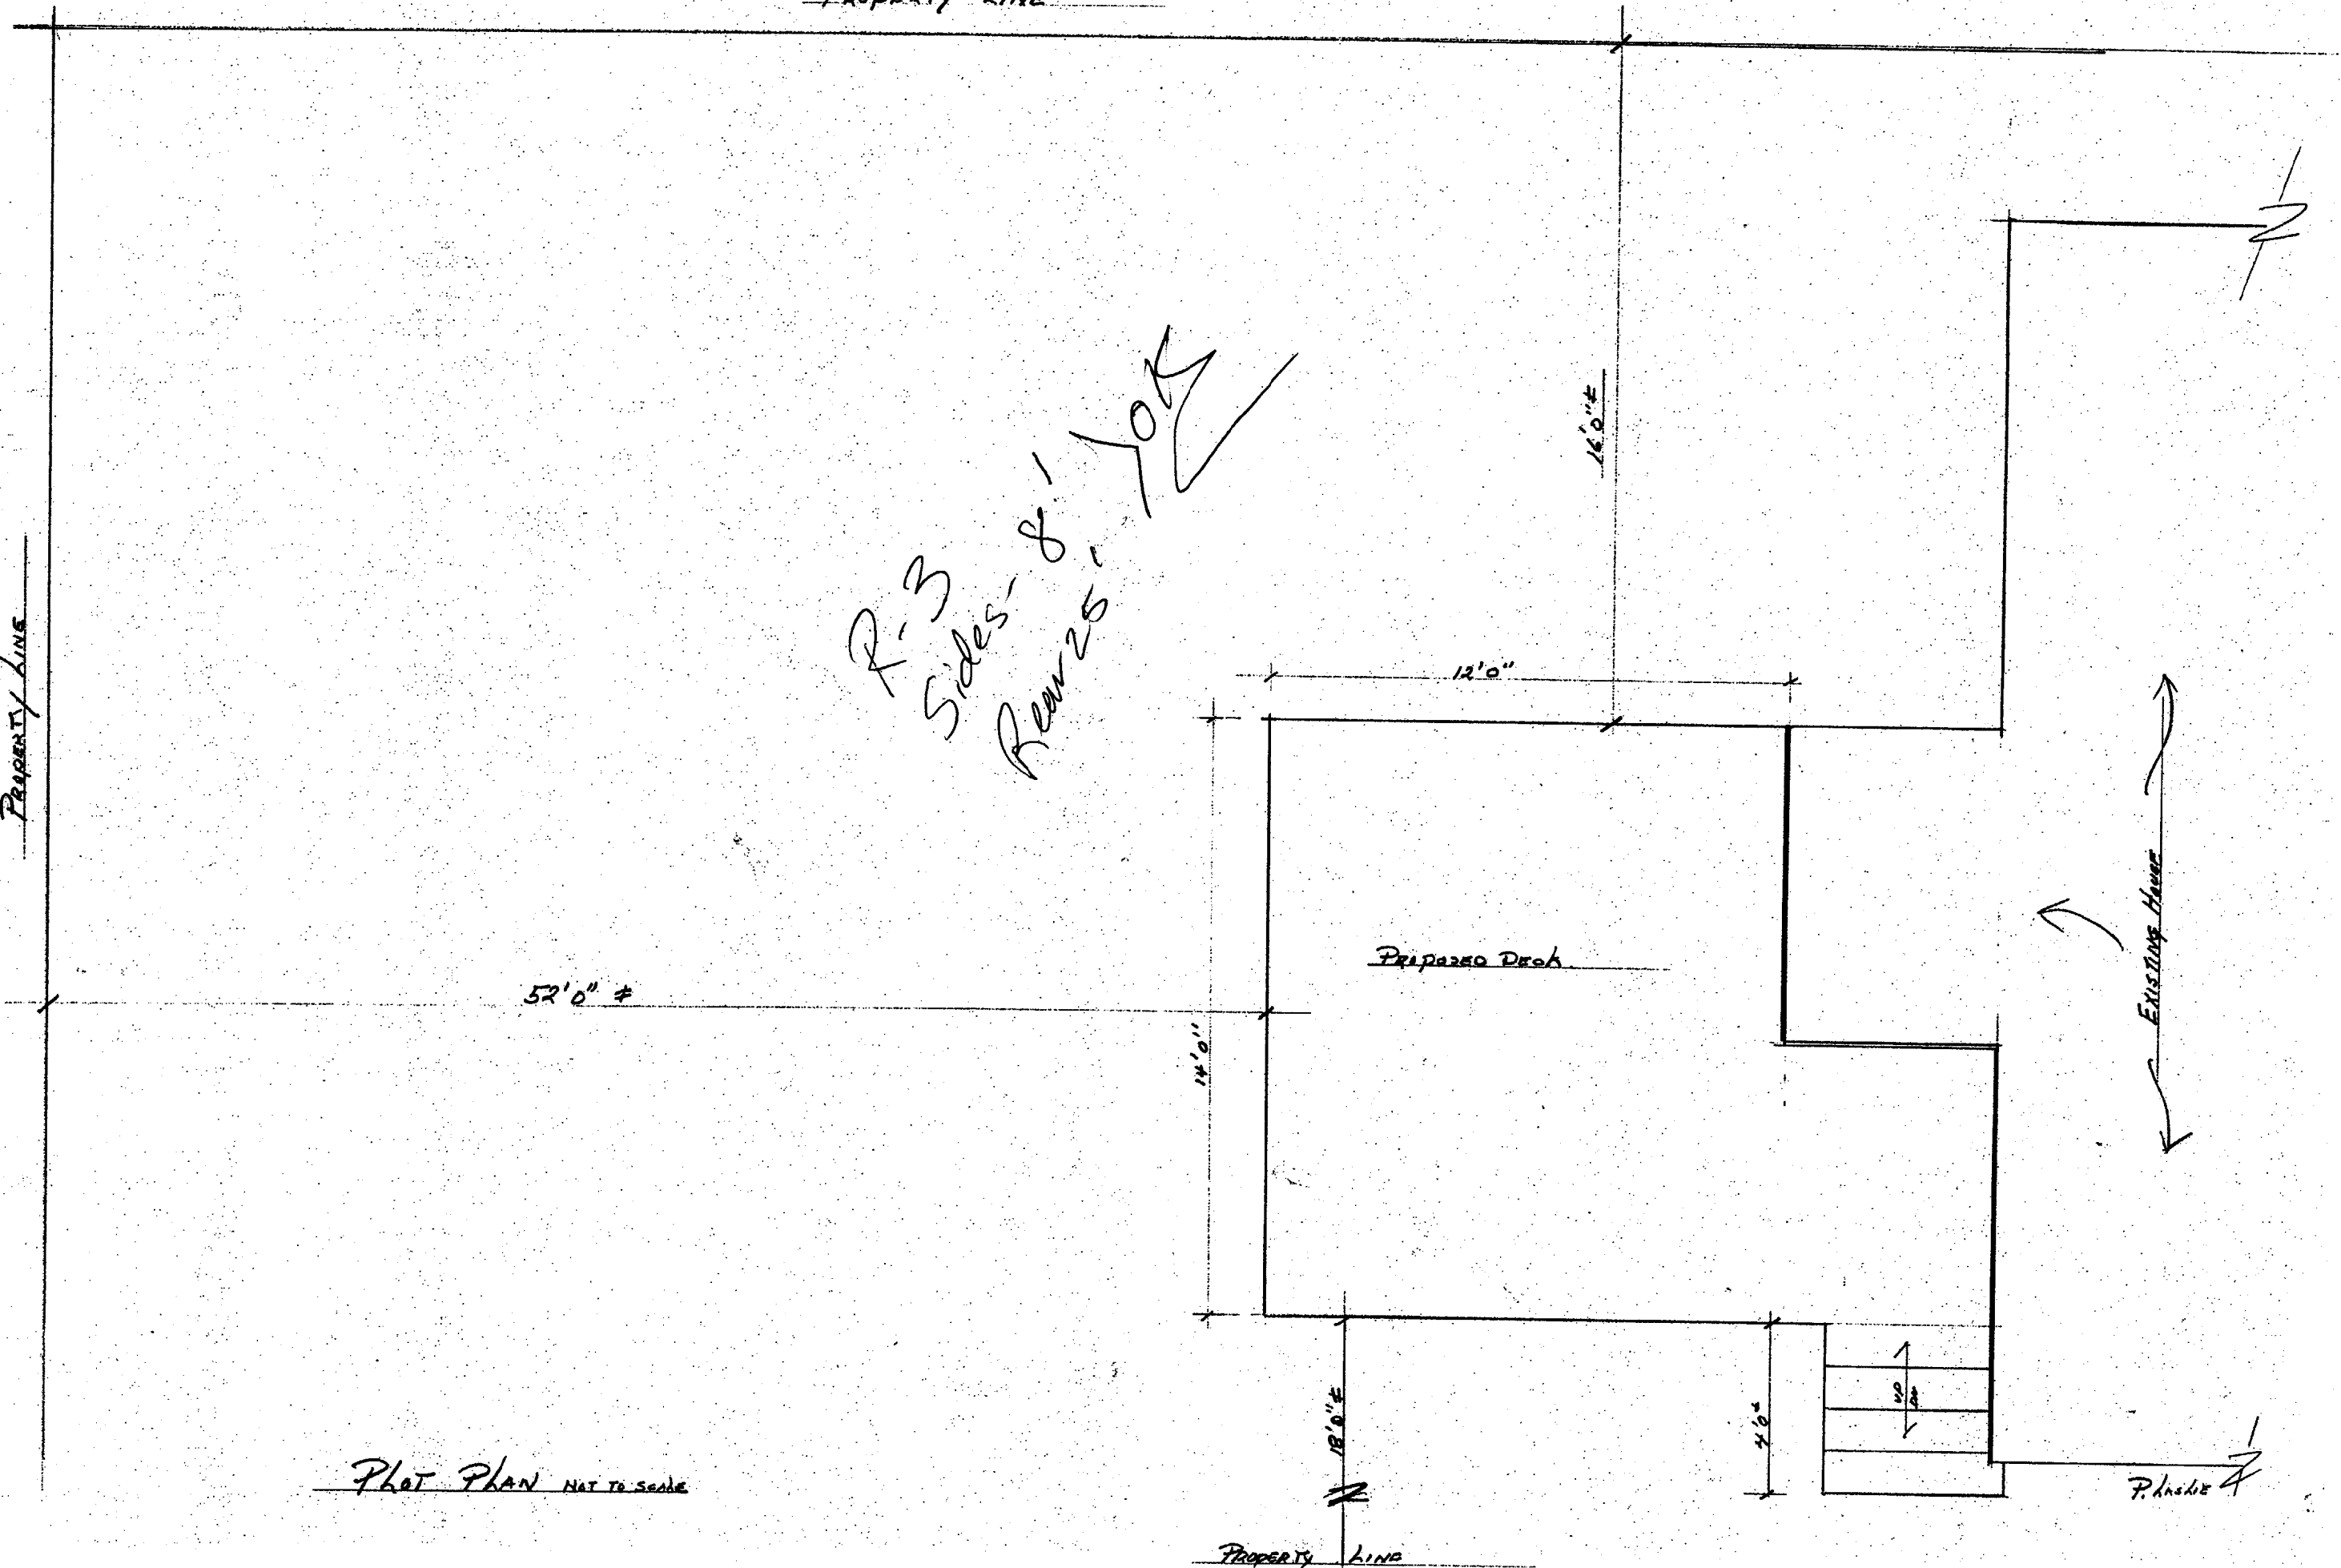 PROPERTY LINE
PROPERTY LINE
R-3
Sides - 8'
Rear 25'
OK
16'0"±
12'0"
PROPOSED DECK
52'0" ±
14'0"
EXISTING HOUSE
18'0"±
4'0"
UP
PLOT PLAN NOT TO SCALE
PROPERTY LINE